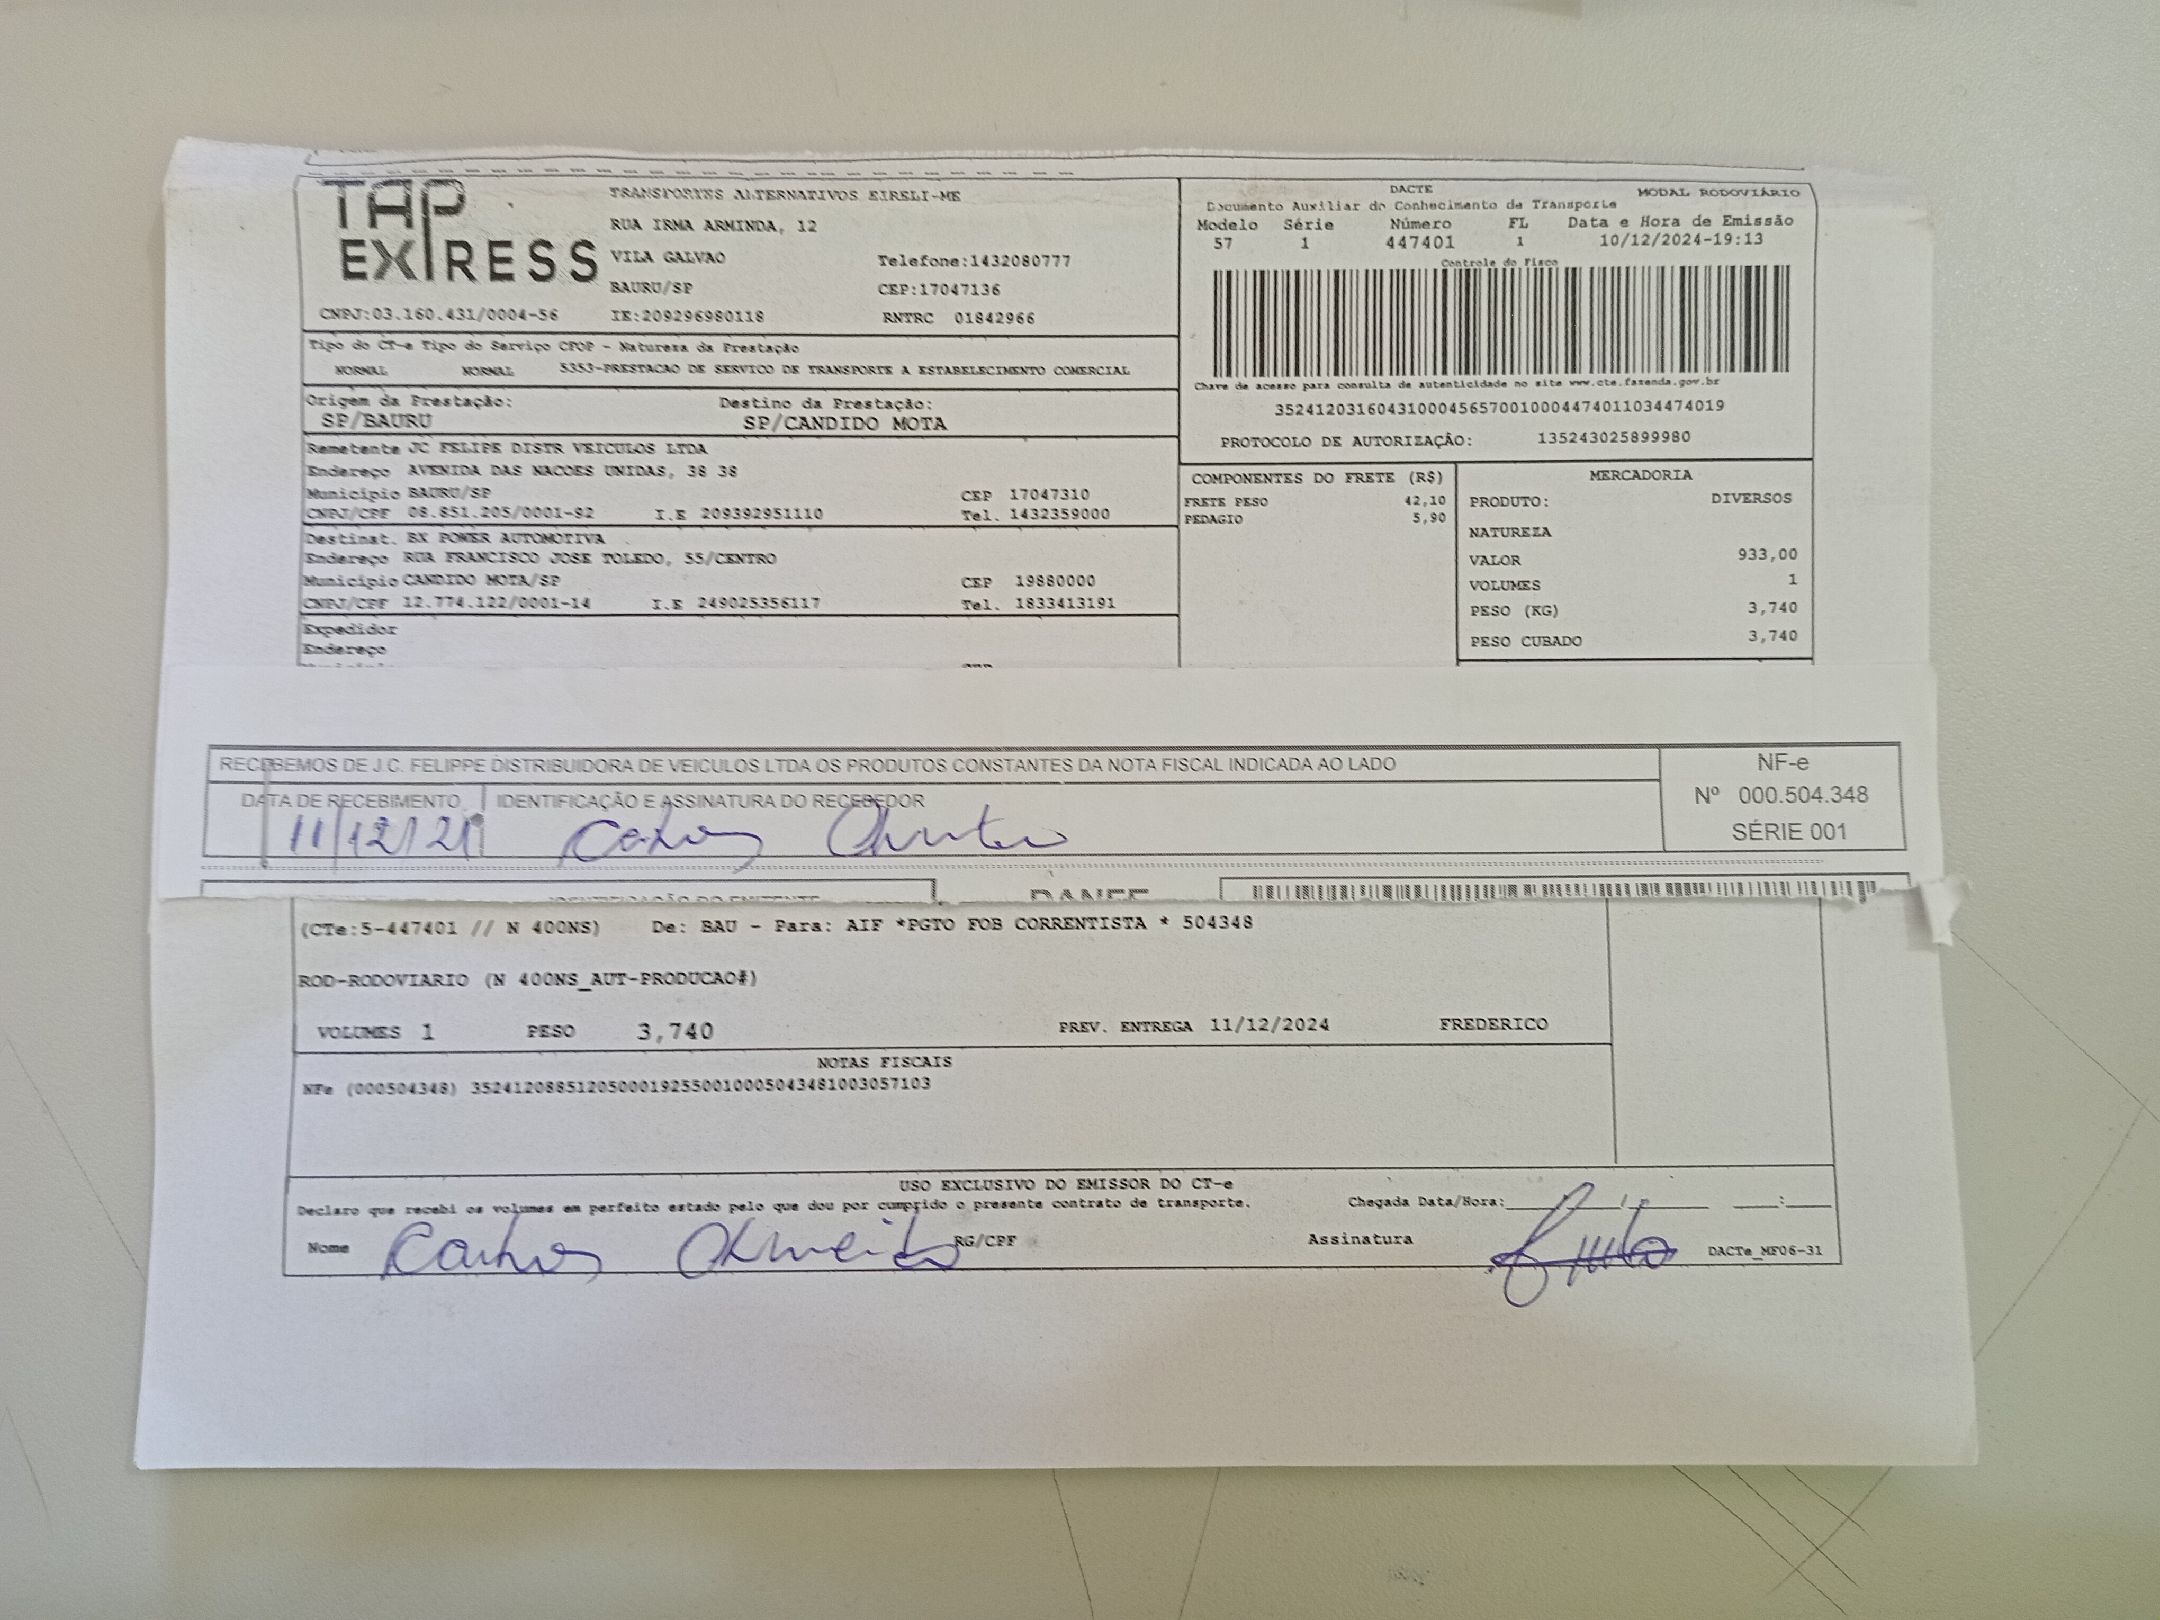 TAP EXPRESS
TRANSPORTES ALTERNATIVOS EIRELI-ME
RUA IRMA ARMINDA, 12
VILA GALVAO Telefone:1432080777
BAURU/SP CEP:17047136
CNPJ:03.160.431/0004-56 IE:209296980118 RNTRC 01842966
DACTE MODAL RODOVIÁRIO
Documento Auxiliar do Conhecimento de Transporte
Modelo Série Número FL Data e Hora de Emissão
57 1 447401 1 10/12/2024-19:13
Controle do Fisco
Chave de acesso para consulta de autenticidade no site www.cte.fazenda.gov.br
35241203160431000456570010004474011034474019
PROTOCOLO DE AUTORIZAÇÃO: 135243025899980
Tipo do CT-e Tipo do Serviço CFOP - Natureza da Prestação
NORMAL NORMAL 5353-PRESTACAO DE SERVICO DE TRANSPORTE A ESTABELECIMENTO COMERCIAL
Origem da Prestação: Destino da Prestação:
SP/BAURU SP/CANDIDO MOTA
Remetente JC FELIPE DISTR VEICULOS LTDA
Endereço AVENIDA DAS NACOES UNIDAS, 38 38
Município BAURU/SP CEP 17047310
CNPJ/CPF 08.851.205/0001-92 I.E 209392951110 Tel. 1432359000
Destinat. BX POWER AUTOMOTIVA
Endereço RUA FRANCISCO JOSE TOLEDO, 55/CENTRO
Município CANDIDO MOTA/SP CEP 19880000
CNPJ/CPF 12.774.122/0001-14 I.E 249025356117 Tel. 1833413191
Expedidor
Endereço
COMPONENTES DO FRETE (R$)
FRETE PESO 42,10
PEDAGIO 5,90
MERCADORIA
PRODUTO: DIVERSOS
NATUREZA
VALOR 933,00
VOLUMES 1
PESO (KG) 3,740
PESO CUBADO 3,740
RECEBEMOS DE J.C. FELIPPE DISTRIBUIDORA DE VEICULOS LTDA OS PRODUTOS CONSTANTES DA NOTA FISCAL INDICADA AO LADO
DATA DE RECEBIMENTO IDENTIFICAÇÃO E ASSINATURA DO RECEBEDOR
11/12/21
NF-e
Nº 000.504.348
SÉRIE 001
IDENTIFICAÇÃO DO EMITENTE DANFE
(CTe:5-447401 // N 400NS) De: BAU - Para: AIF *PGTO FOB CORRENTISTA * 504348
ROD-RODOVIARIO (N 400NS_AUT-PRODUCAO#)
VOLUMES 1 PESO 3,740 PREV. ENTREGA 11/12/2024 FREDERICO
NOTAS FISCAIS
NFe (000504348) 35241208851205000192550010005043481003057103
USO EXCLUSIVO DO EMISSOR DO CT-e
Declaro que recebi os volumes em perfeito estado pelo que dou por cumprido o presente contrato de transporte. Chegada Data/Hora:______/______ ____:____
Nome Carlos Almeida RG/CPF Assinatura DACTe_MF06-31